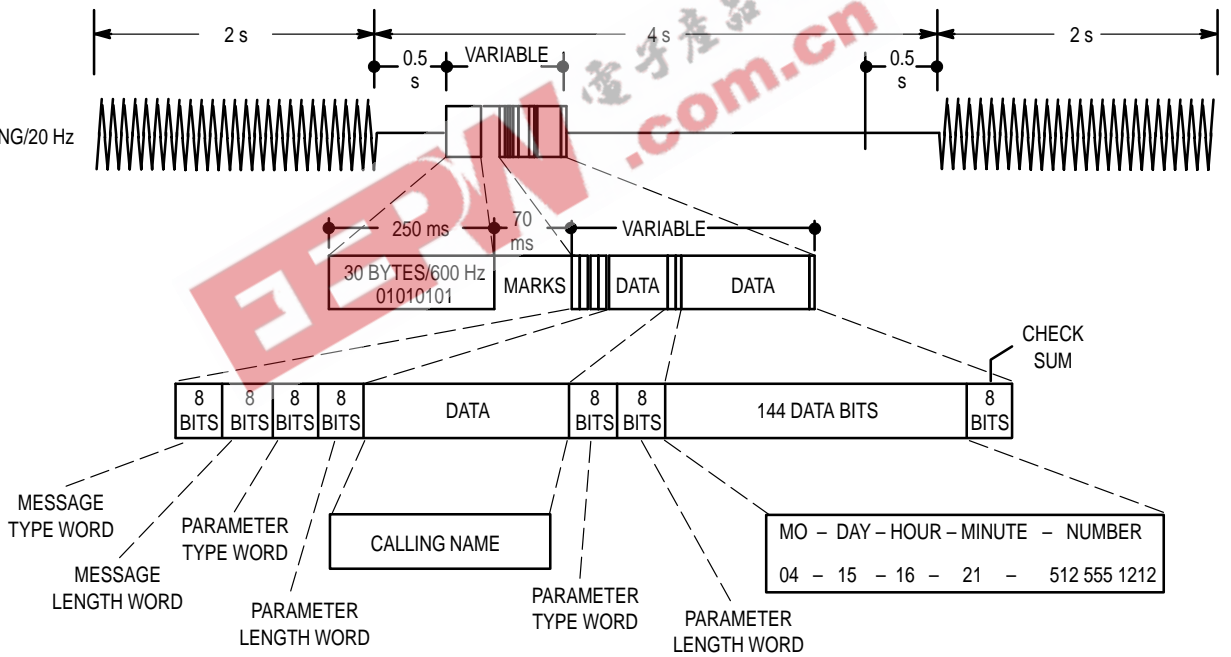 2 s
4 s
2 s
0.5
s
VARIABLE
0.5
s
電子產品
.com.cn
EEPW
NG/20 Hz
250 ms
70
ms
VARIABLE
30 BYTES/600 Hz
01010101
MARKS
DATA
DATA
CHECK
SUM
8
BITS
8
BITS
8
BITS
8
BITS
DATA
8
BITS
8
BITS
144 DATA BITS
8
BITS
MESSAGE
TYPE WORD
MESSAGE
LENGTH WORD
PARAMETER
TYPE WORD
PARAMETER
LENGTH WORD
CALLING NAME
PARAMETER
TYPE WORD
PARAMETER
LENGTH WORD
MO – DAY – HOUR – MINUTE – NUMBER
04 – 15 – 16 – 21 – 512 555 1212